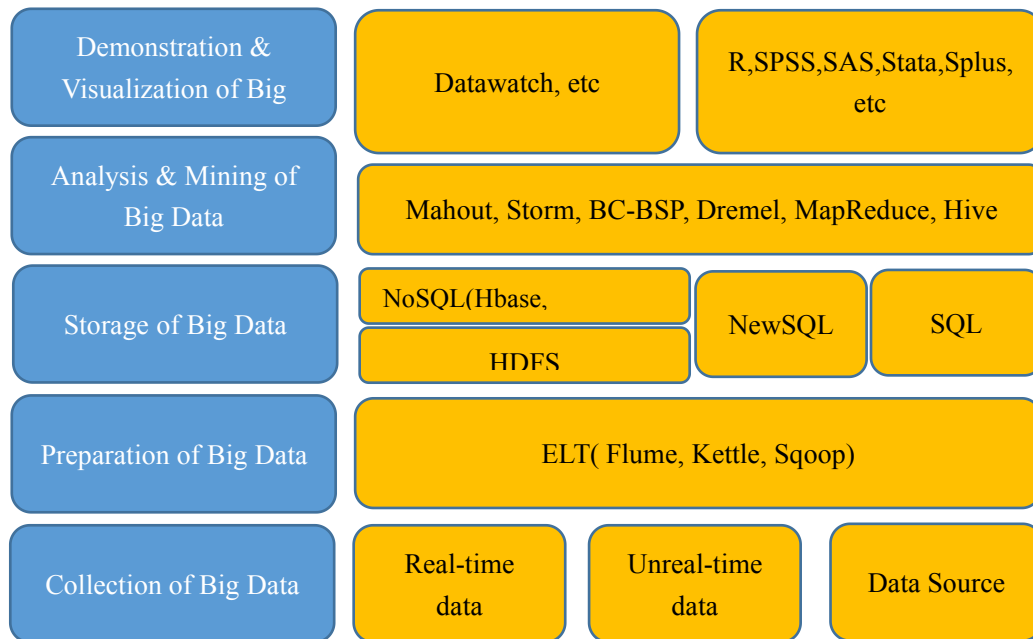 Demonstration &
Visualization of Big
Datawatch, etc
R,SPSS,SAS,Stata,Splus,
etc
Analysis & Mining of
Big Data
Mahout, Storm, BC-BSP, Dremel, MapReduce, Hive
Storage of Big Data
NoSQL(Hbase,
HDFS
NewSQL
SQL
Preparation of Big Data
ELT( Flume, Kettle, Sqoop)
Collection of Big Data
Real-time
data
Unreal-time
data
Data Source